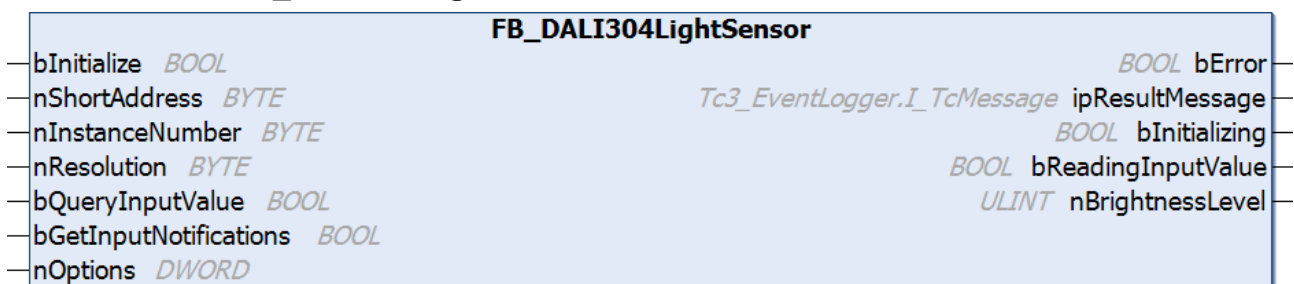 FB_DALI304LightSensor
bInitialize BOOL BOOL bError
nShortAddress BYTE Tc3_EventLogger.I_TcMessage ipResultMessage
nInstanceNumber BYTE BOOL bInitializing
nResolution BYTE BOOL bReadingInputValue
bQueryInputValue BOOL ULINT nBrightnessLevel
bGetInputNotifications BOOL
nOptions DWORD